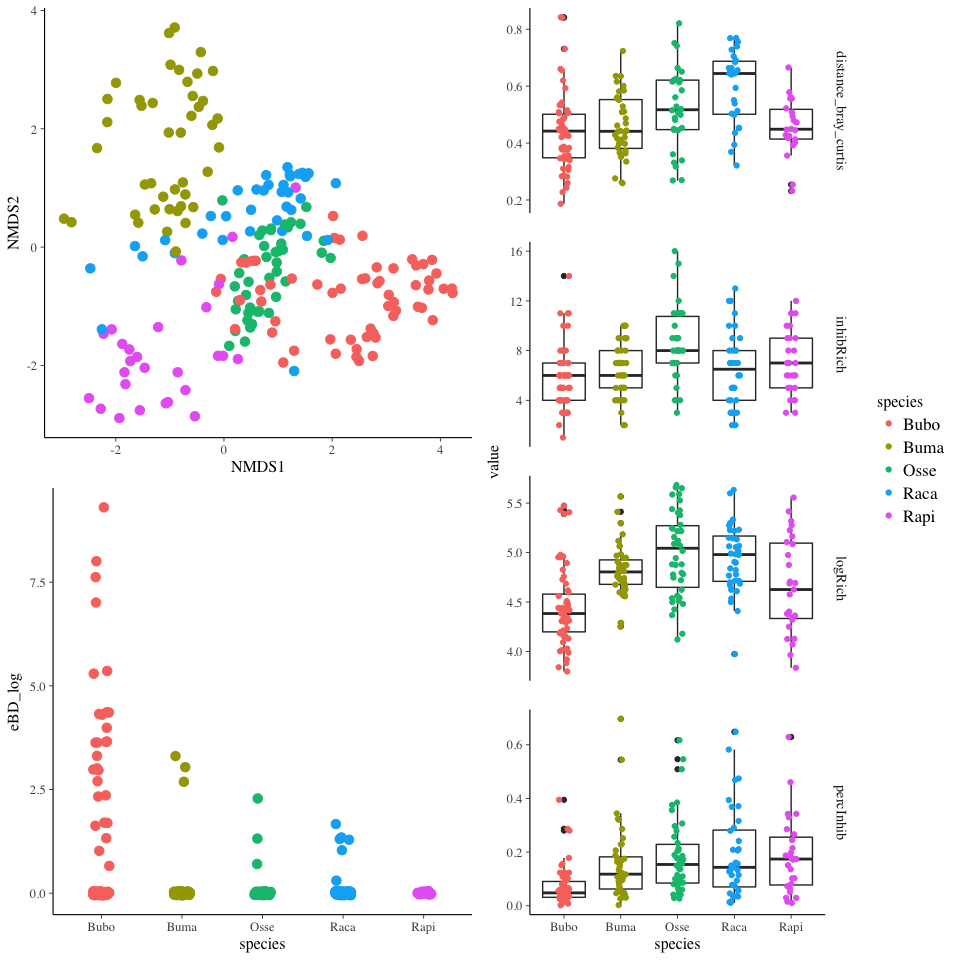 4
2
0
-2
NMDS2
-2
0
2
4
NMDS1
7.5
5.0
2.5
0.0
eBD_log
Bubo
Buma
Osse
Raca
Rapi
species
0.8
0.6
0.4
0.2
distance_bray_curtis
16
12
8
4
inhibRich
value
5.5
5.0
4.5
4.0
logRich
0.6
0.4
0.2
0.0
percInhib
Bubo
Buma
Osse
Raca
Rapi
species
species
Bubo
Buma
Osse
Raca
Rapi